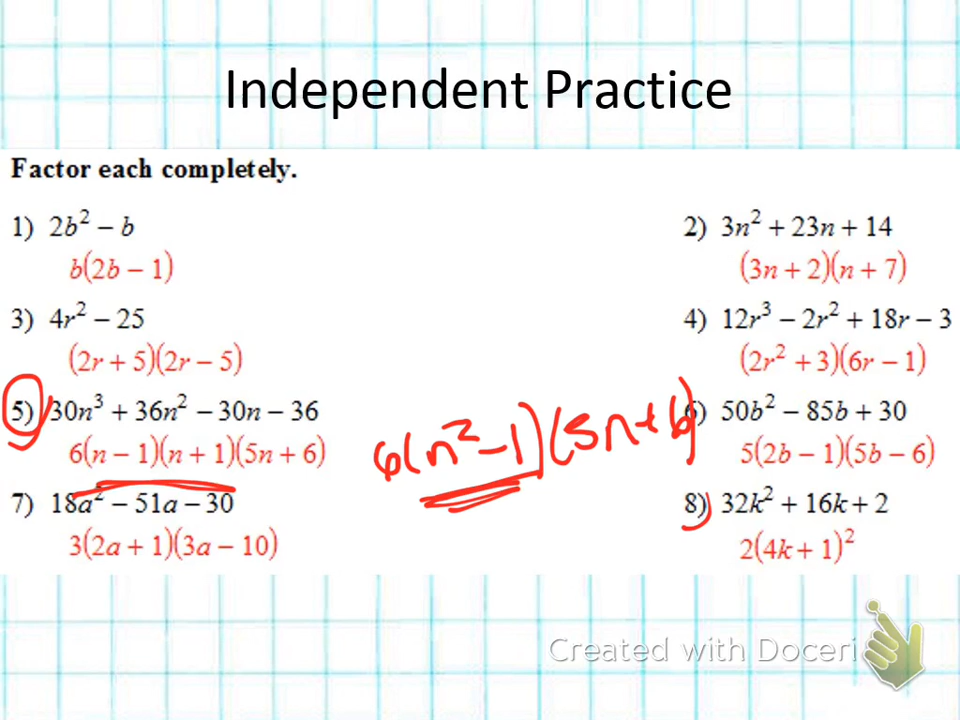 Independent Practice
Factor each completely.
1) 2b² − b
b(2b − 1)
2) 3n² + 23n + 14
(3n + 2)(n + 7)
3) 4r² − 25
(2r + 5)(2r − 5)
4) 12r³ − 2r² + 18r − 3
(2r² + 3)(6r − 1)
5) 30n³ + 36n² − 30n − 36
6(n − 1)(n + 1)(5n + 6)
6(n² − 1)(5n + 6)
6) 50b² − 85b + 30
5(2b − 1)(5b − 6)
7) 18a² − 51a − 30
3(2a + 1)(3a − 10)
8) 32k² + 16k + 2
2(4k + 1)²
Created with Doceri